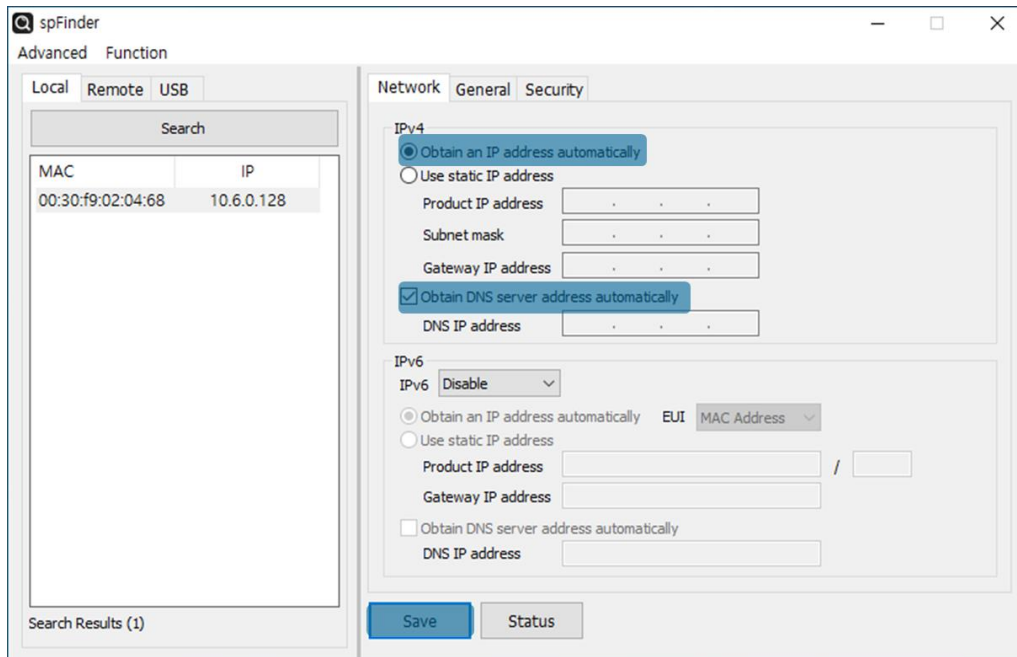 spFinder
Advanced Function
Local Remote USB
Search
MAC IP
00:30:f9:02:04:68 10.6.0.128
Search Results (1)
Network General Security
IPv4
Obtain an IP address automatically
Use static IP address
Product IP address . . .
Subnet mask . . .
Gateway IP address . . .
Obtain DNS server address automatically
DNS IP address . . .
IPv6
IPv6 Disable
Obtain an IP address automatically EUI MAC Address
Use static IP address
Product IP address /
Gateway IP address
Obtain DNS server address automatically
DNS IP address
Save Status